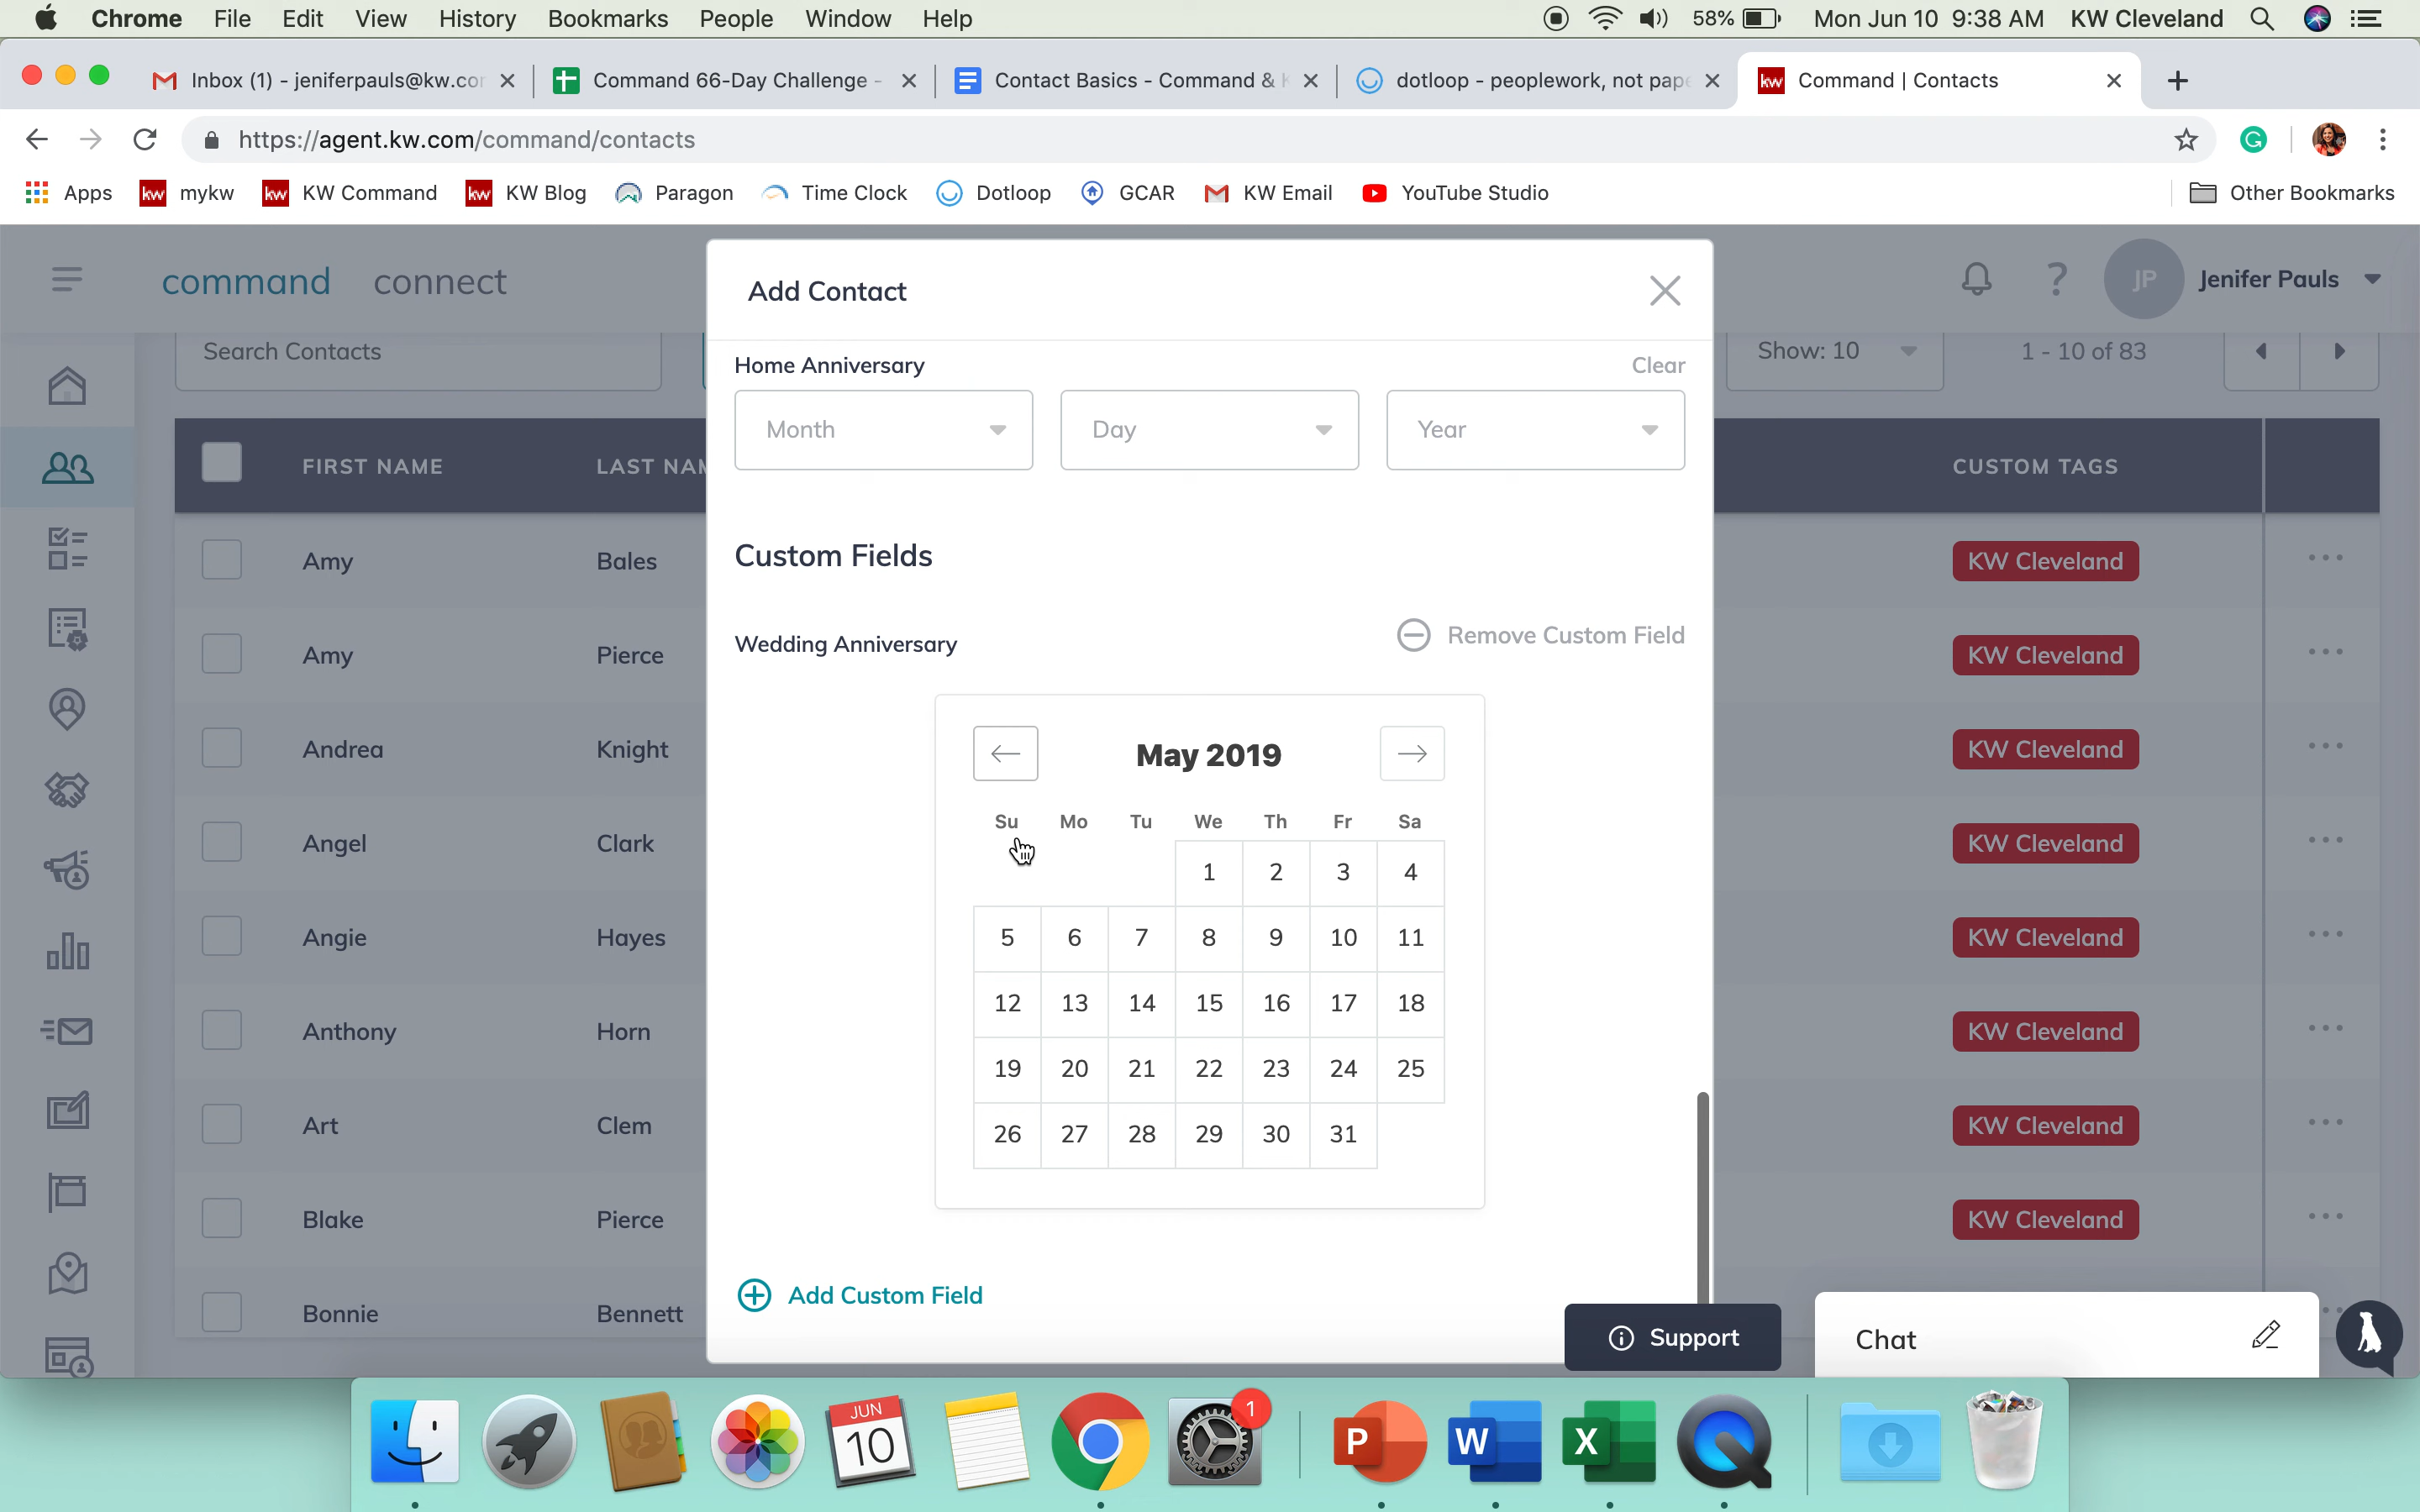 Chrome File Edit View History Bookmarks People Window Help 58% Mon Jun 10 9:38 AM KW Cleveland
Inbox (1) - jeniferpauls@kw.cor Command 66-Day Challenge - Contact Basics - Command & dotloop - peoplework, not pape kw Command | Contacts
https://agent.kw.com/command/contacts
Apps kw mykw kw KW Command kw KW Blog Paragon Time Clock Dotloop GCAR KW Email YouTube Studio Other Bookmarks
command connect Add Contact ? JP Jenifer Pauls
Search Contacts Show: 10 1 - 10 of 83
Home Anniversary Clear
Month Day Year
FIRST NAME LAST NAM CUSTOM TAGS
Custom Fields
Amy Bales KW Cleveland
Wedding Anniversary Remove Custom Field
Amy Pierce KW Cleveland
Andrea Knight KW Cleveland
May 2019
Su Mo Tu We Th Fr Sa
Angel Clark KW Cleveland
1 2 3 4
Angie Hayes KW Cleveland
5 6 7 8 9 10 11
12 13 14 15 16 17 18
Anthony Horn KW Cleveland
19 20 21 22 23 24 25
Art Clem KW Cleveland
26 27 28 29 30 31
Blake Pierce KW Cleveland
Add Custom Field
Bonnie Bennett
Support Chat
JUN
10
1
P W X